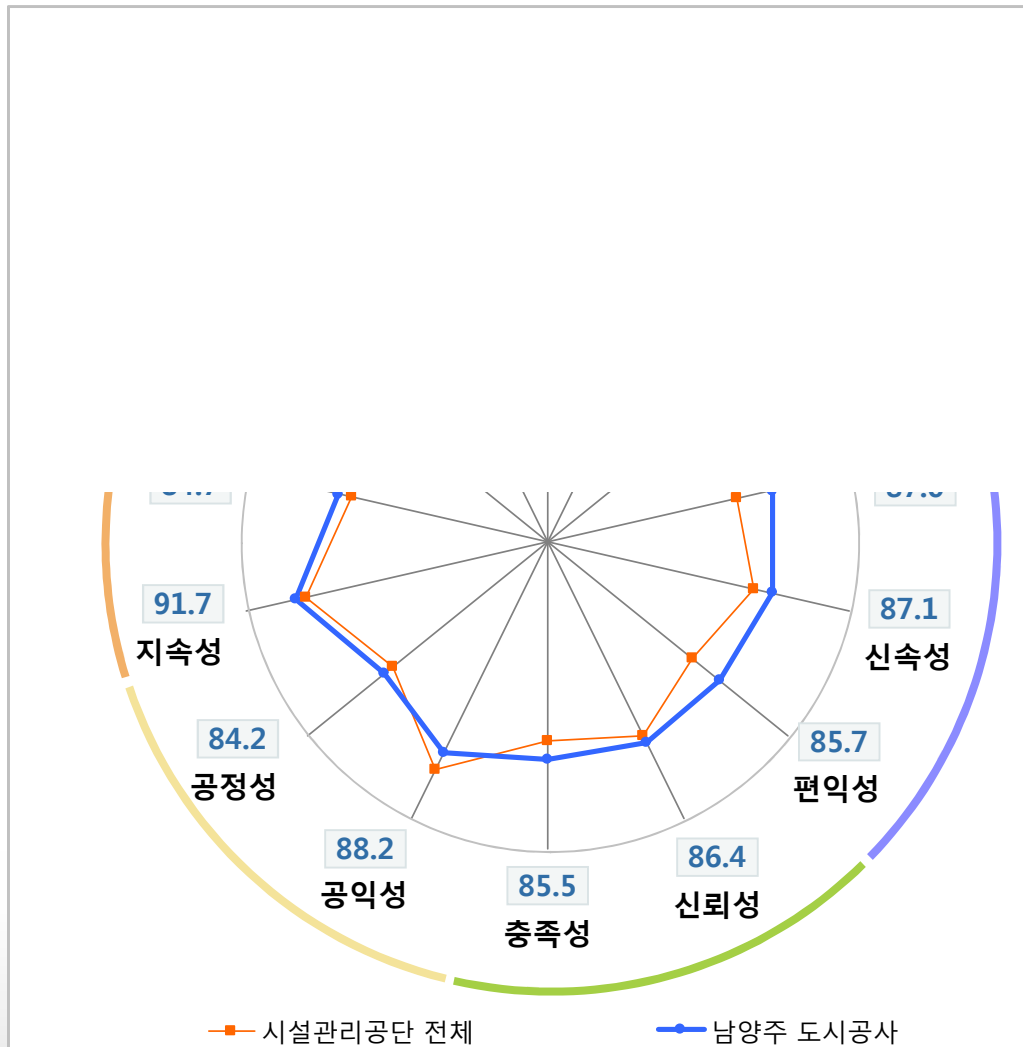 91.7
지속성
87.1
신속성
84.2
공정성
85.7
편익성
88.2
공익성
86.4
신뢰성
85.5
충족성
시설관리공단 전체
남양주 도시공사